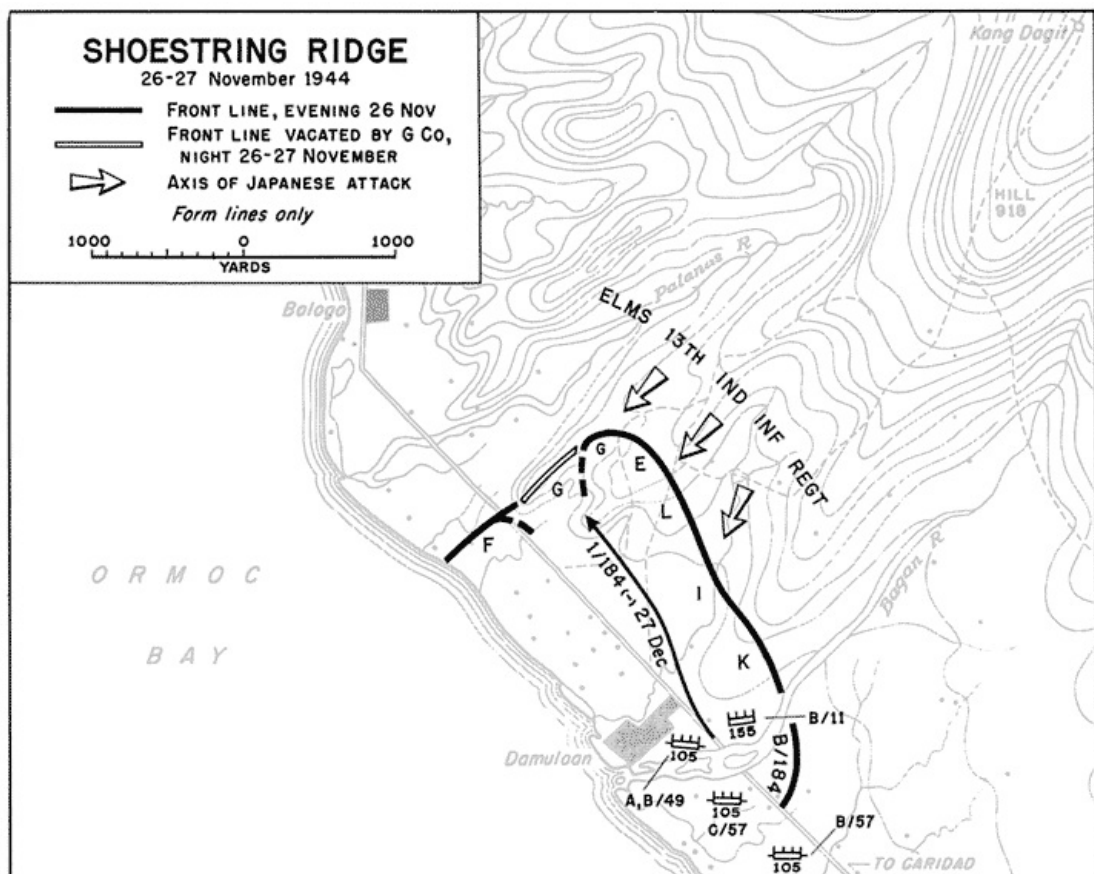 SHOESTRING RIDGE
26-27 November 1944
FRONT LINE, EVENING 26 NOV
FRONT LINE VACATED BY G CO,
NIGHT 26-27 NOVEMBER
AXIS OF JAPANESE ATTACK
Form lines only
1000 0 1000
YARDS
Kang Dagit
HILL
918
Balogo
Palanus R
ELMS 13TH IND INF REGT
G
E
G
L
F
I
K
1/184 (-) 27 Dec
Bagan R
ORMOC
BAY
155
B/11
Damulaan
105
B/184
A,B/49
105
C/57
B/57
105
TO CARIDAD